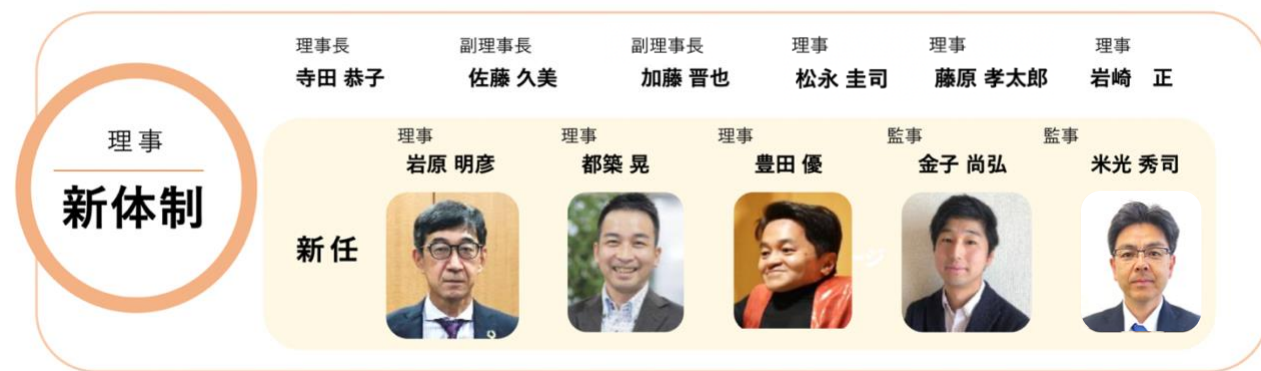 理事
新体制
理事長 副理事長 副理事長 理事 理事 理事
寺田 恭子 佐藤 久美 加藤 晋也 松永 圭司 藤原 孝太郎 岩崎　正
理事 理事 理事 監事 監事
岩原 明彦 都築 晃 豊田 優 金子 尚弘 米光 秀司
新任
ージ